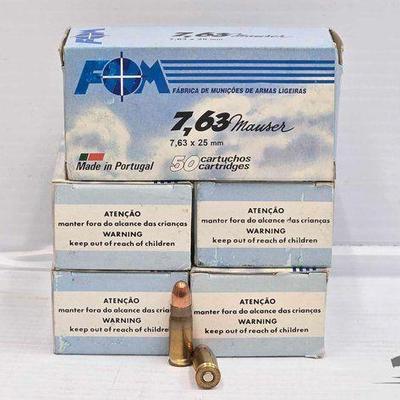 FOM
FÁBRICA DE MUNIÇÕES DE ARMAS LIGEIRAS
7,63 Mauser
7,63 x 25 mm
Made in Portugal
50 cartuchos
cartridges
ATENÇÃO
manter fora do alcance das crianças
WARNING
keep out of reach of children
ATENÇÃO
manter fora do alcance das crianças
WARNING
keep out of reach of children
ATENÇÃO
manter fora do alcance das crianças
WARNING
keep out of reach of children
ATENÇÃO
manter fora do alcance das crianças
WARNING
keep out of reach of children